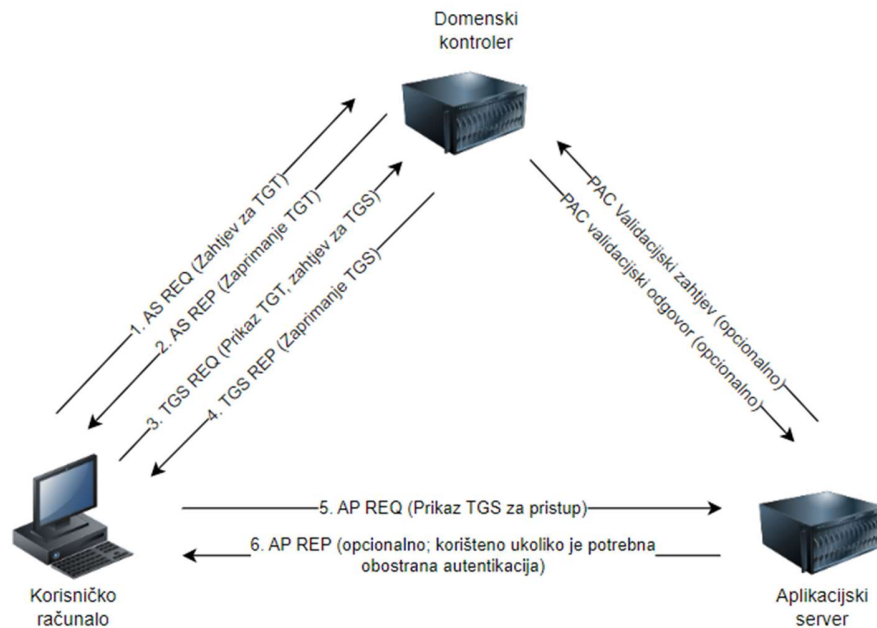 Domenski
kontroler
1. AS REQ (Zahtjev za TGT)
2. AS REP (Zaprimanje TGT)
3. TGS REQ (Prikaz TGT, zahtjev za TGS)
4. TGS REP (Zaprimanje TGS)
PAC Validacijski zahtjev (opcionalno)
PAC validacijski odgovor (opcionalno)
5. AP REQ (Prikaz TGS za pristup)
6. AP REP (opcionalno; korišteno ukoliko je potrebna
obostrana autentikacija)
Korisničko
računalo
Aplikacijski
server